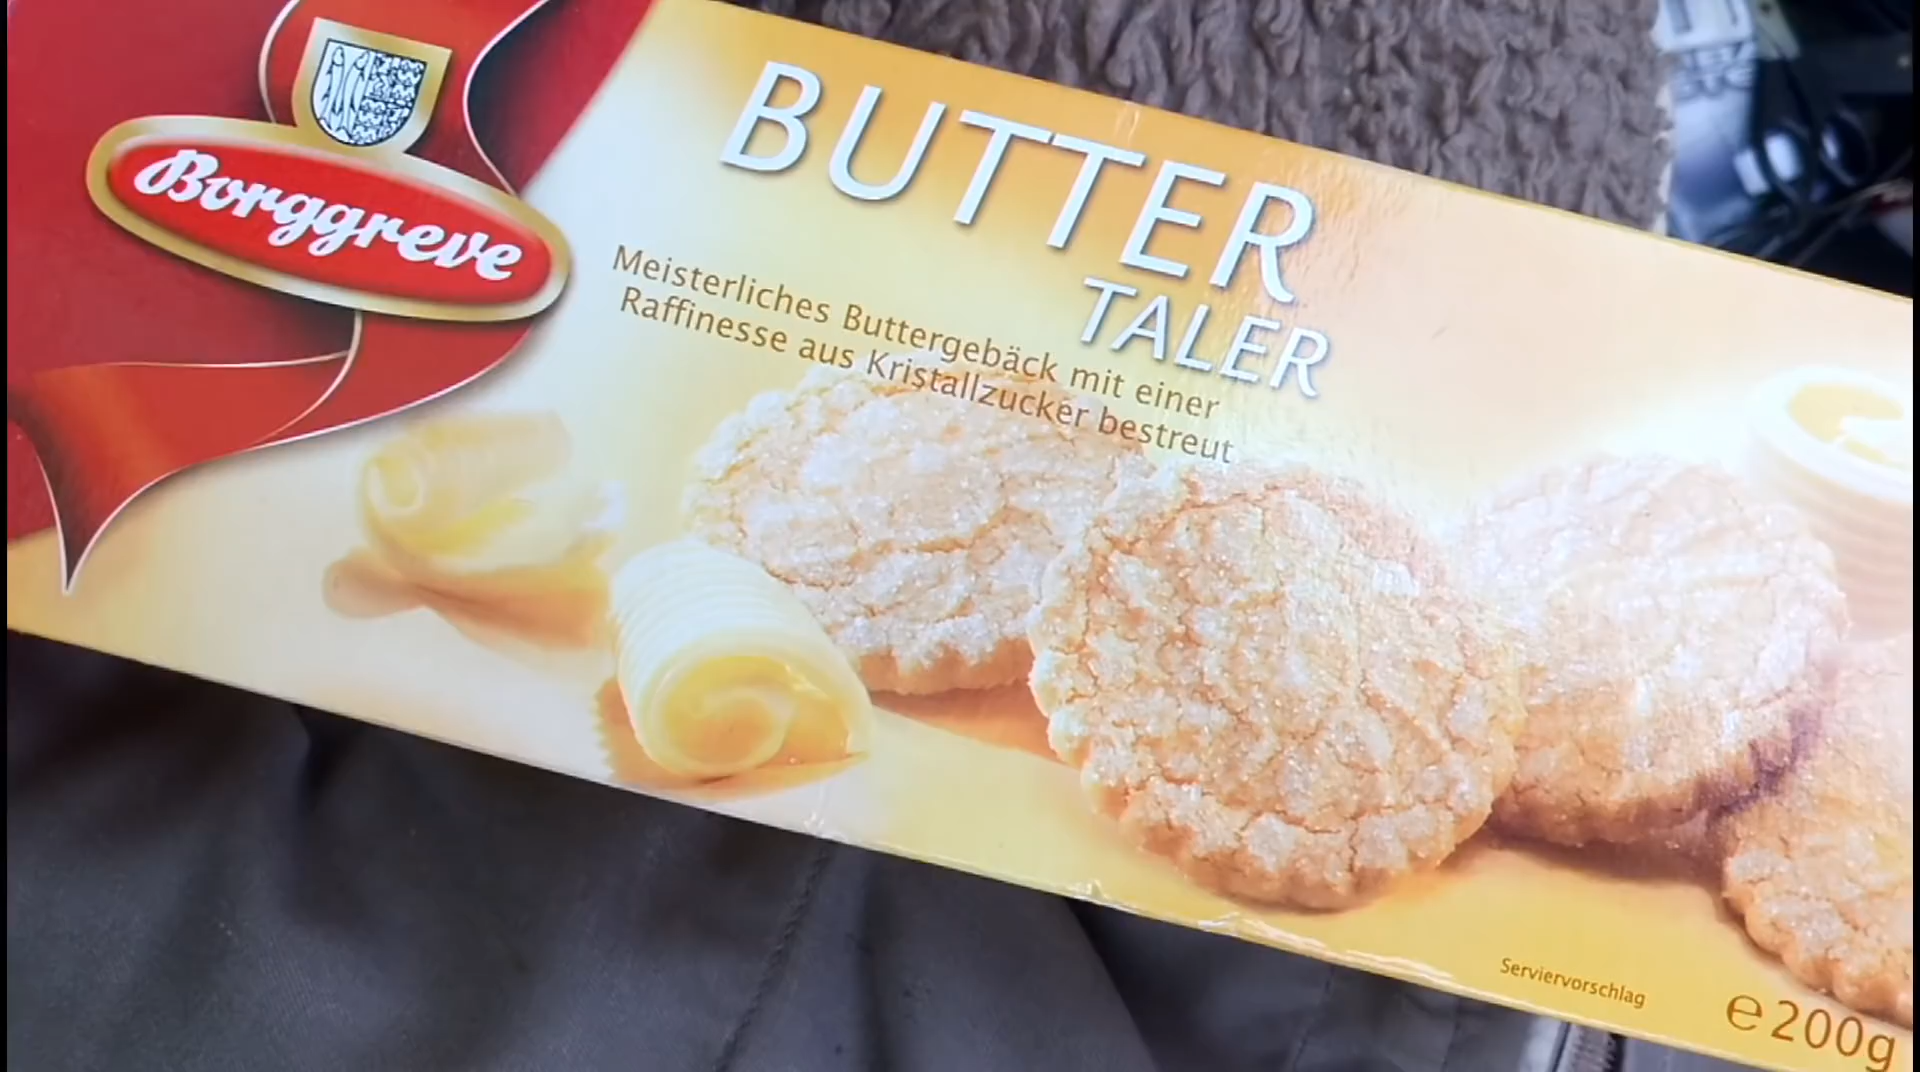 Borggreve
BUTTER
TALER
Meisterliches Buttergebäck mit einer
Raffinesse aus Kristallzucker bestreut
Serviervorschlag
℮200g